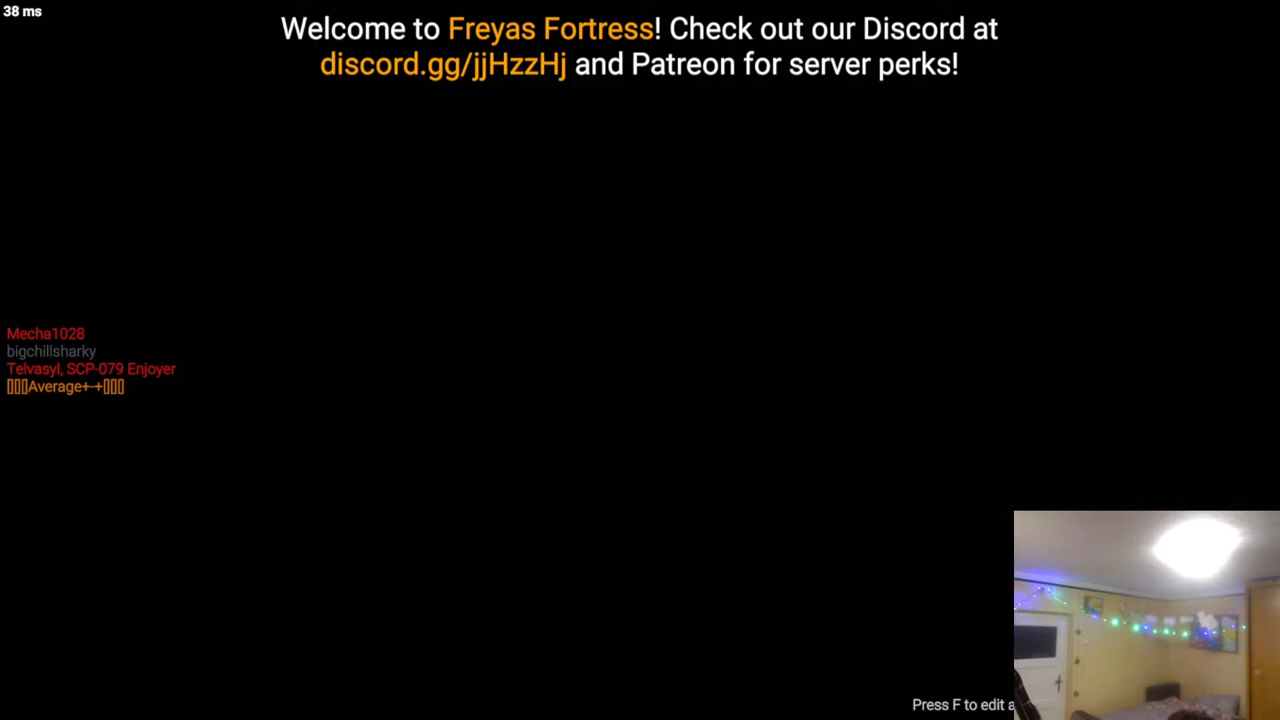 38 ms
Welcome to Freyas Fortress! Check out our Discord at
discord.gg/jjHzzHj and Patreon for server perks!
Mecha1028
bigchillsharky
Telvasyl, SCP-079 Enjoyer
▯▯▯Average+-+▯▯▯
Press F to edit a